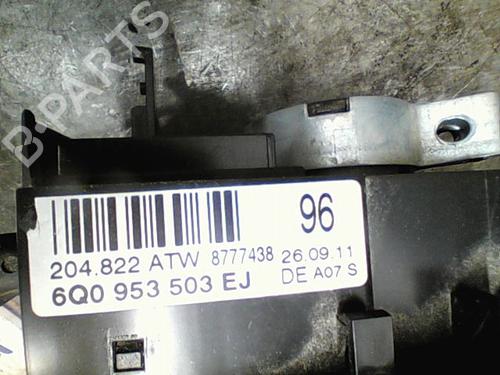 B-PARTS
96
204.822 ATW 8777438 26.09.11
6Q0 953 503 EJ DE A07 S